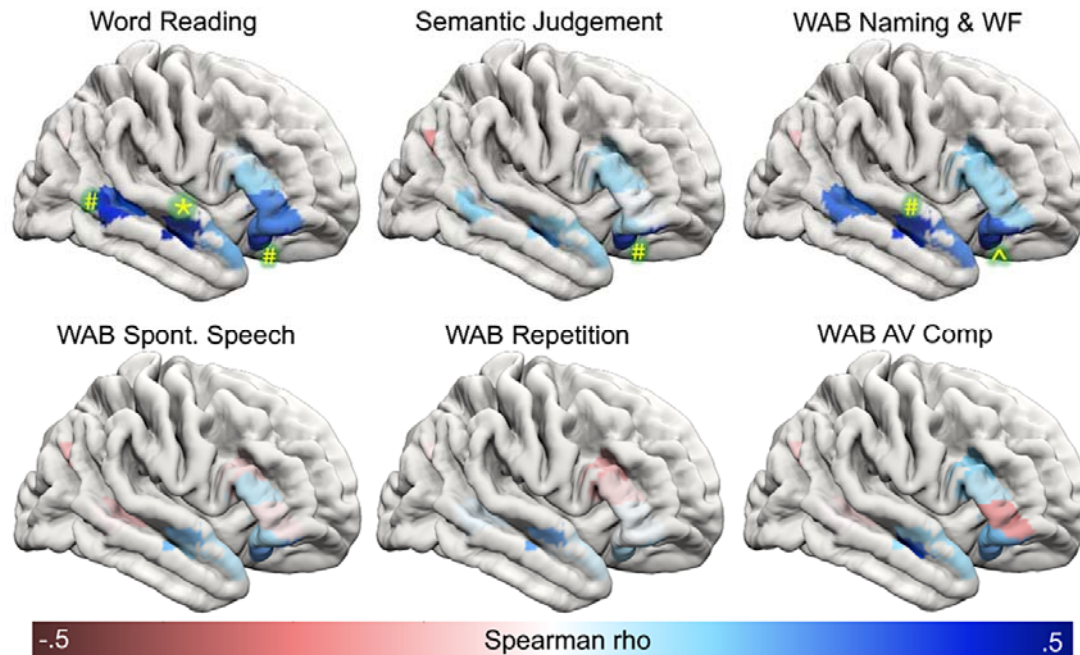 Word Reading Semantic Judgement WAB Naming & WF
# * # # # ^
WAB Spont. Speech WAB Repetition WAB AV Comp
-.5 Spearman rho .5